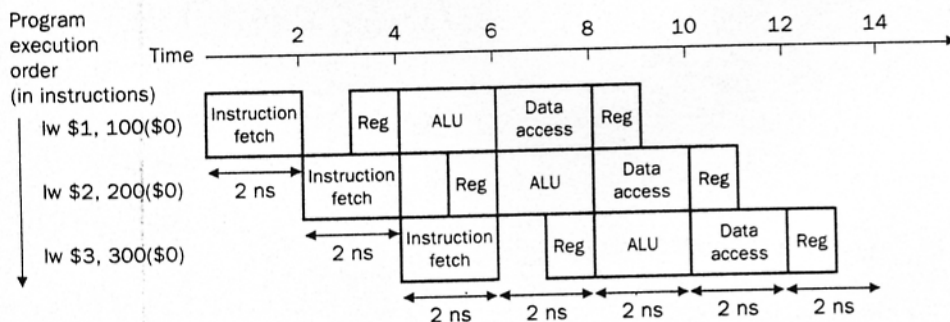 Program
execution
order
(in instructions)
Time
2 4 6 8 10 12 14
lw $1, 100($0)
Instruction
fetch
Reg
ALU
Data
access
Reg
2 ns
lw $2, 200($0)
Instruction
fetch
Reg
ALU
Data
access
Reg
2 ns
lw $3, 300($0)
Instruction
fetch
Reg
ALU
Data
access
Reg
2 ns 2 ns 2 ns 2 ns 2 ns